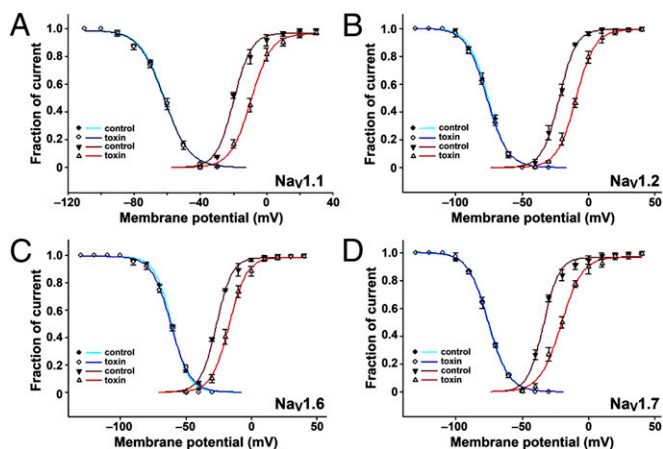 A
Fraction of current
1.0
0.8
0.6
0.4
0.2
0
control
toxin
control
toxin
NaV1.1
−120
−80
−40
0
40
Membrane potential (mV)
B
Fraction of current
1.0
0.8
0.6
0.4
0.2
0
control
toxin
control
toxin
NaV1.2
−100
−50
0
50
Membrane potential (mV)
C
Fraction of current
1.0
0.8
0.6
0.4
0.2
0
control
toxin
control
toxin
NaV1.6
−100
−50
0
50
Membrane potential (mV)
D
Fraction of current
1.0
0.8
0.6
0.4
0.2
0
control
toxin
control
toxin
NaV1.7
−100
−50
0
50
Membrane potential (mV)